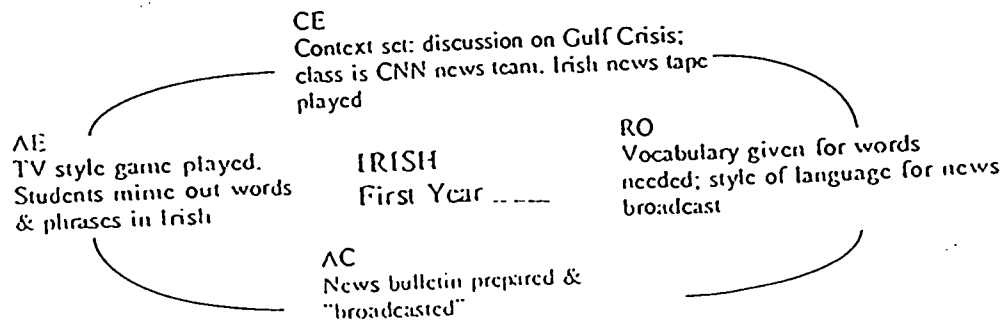 CE
Context set: discussion on Gulf Crisis;
class is CNN news team. Irish news tape
played
AE
TV style game played.
Students mime out words
& phrases in Irish
IRISH
First Year
RO
Vocabulary given for words
needed; style of language for news
broadcast
AC
News bulletin prepared &
"broadcasted"